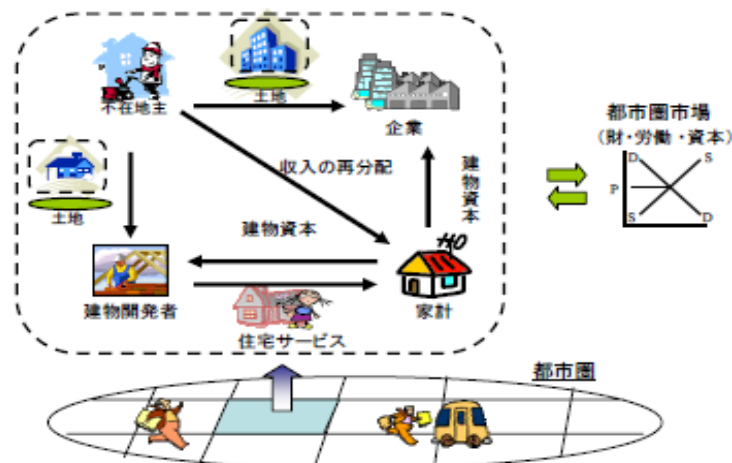 不在地主
土地
企業
都市圏市場
(財・労働・資本)
D
S
P
S
D
土地
収入の再分配
建物資本
建物資本
建物開発者
家計
住宅サービス
都市圏